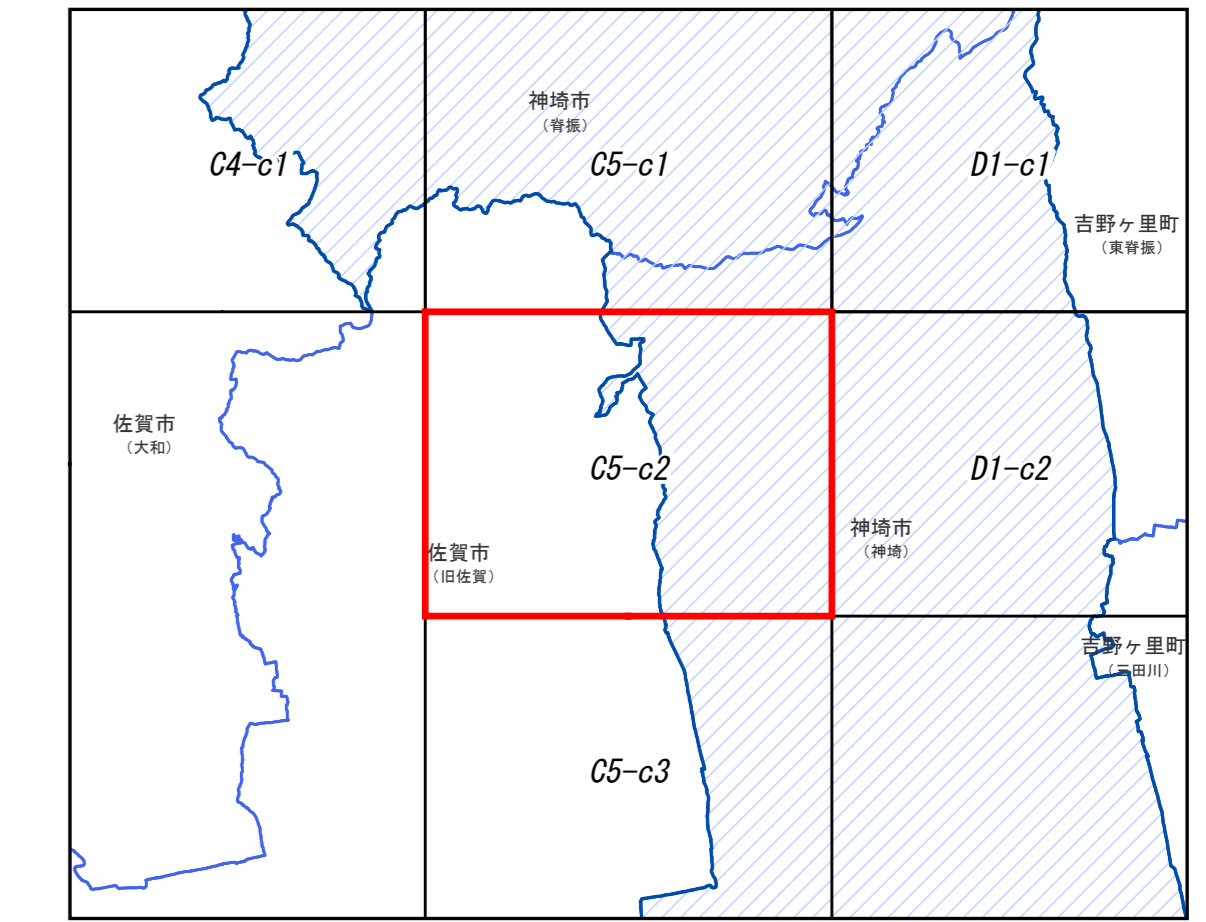 神埼市
（脊振）
C4-c1
C5-c1
D1-c1
吉野ヶ里町
（東脊振）
佐賀市
（大和）
C5-c2
D1-c2
神埼市
（神埼）
佐賀市
（旧佐賀）
吉野ヶ里町
（三田川）
C5-c3